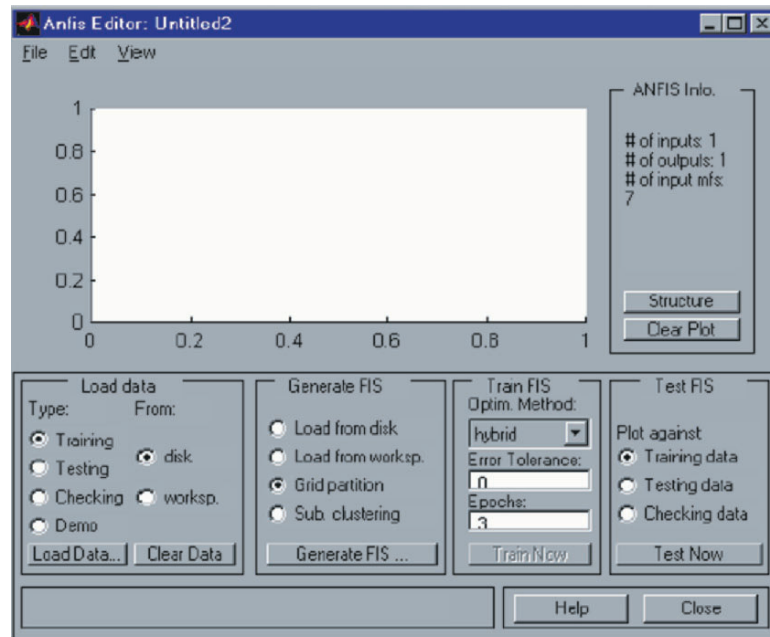 Anfis Editor: Untitled2
File Edit View
ANFIS Info.
# of inputs: 1
# of outputs: 1
# of input mfs:
7
Structure
Clear Plot
1
0.8
0.6
0.4
0.2
0
0 0.2 0.4 0.6 0.8 1
Load data
Type: From:
Training
disk
Testing
Checking
worksp.
Demo
Load Data... Clear Data
Generate FIS
Load from disk
Load from worksp.
Grid partition
Sub. clustering
Generate FIS ...
Train FIS
Optim. Method:
hybrid
Error Tolerance:
0
Epochs:
3
Train Now
Test FIS
Plot against
Training data
Testing data
Checking data
Test Now
Help Close